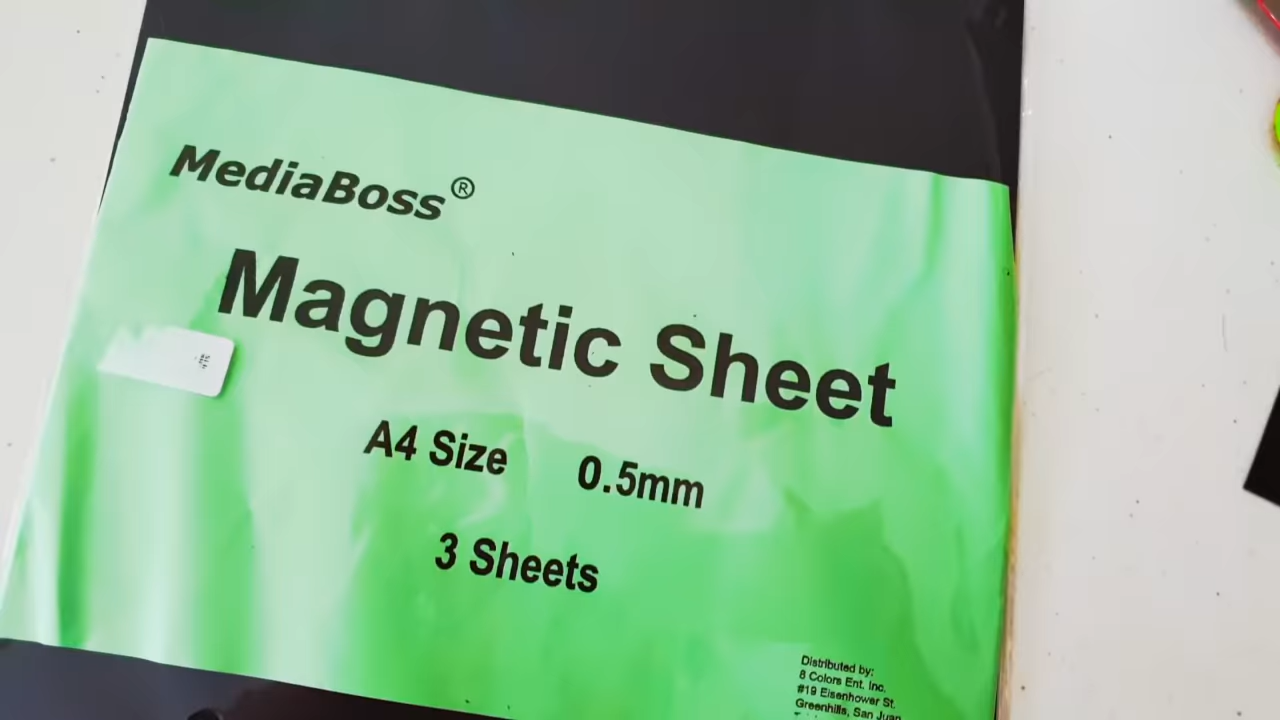 MediaBoss®
Magnetic Sheet
A4 Size 0.5mm
3 Sheets
Distributed by:
8 Colors Ent. Inc.
#19 Eisenhower St.
Greenhills, San Juan